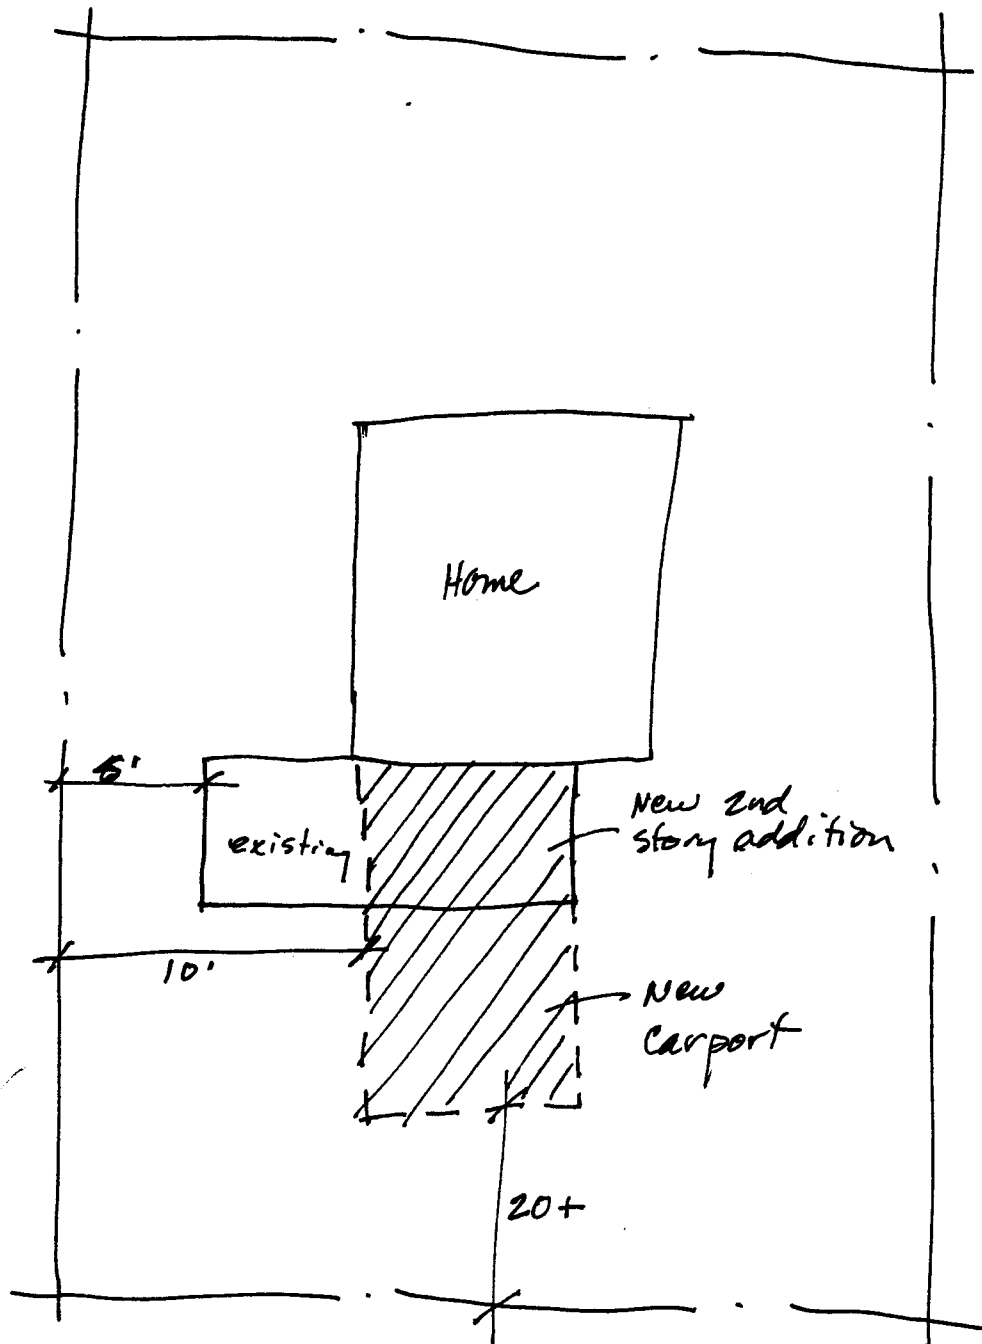 Home
5'
New 2nd
story addition
existing
10'
New
carport
20+